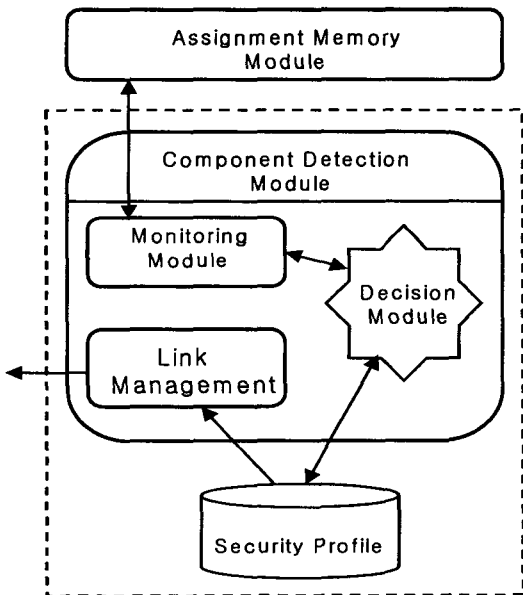 Assignment Memory
Module
Component Detection
Module
Monitoring
Module
Decision
Module
Link
Management
Security Profile